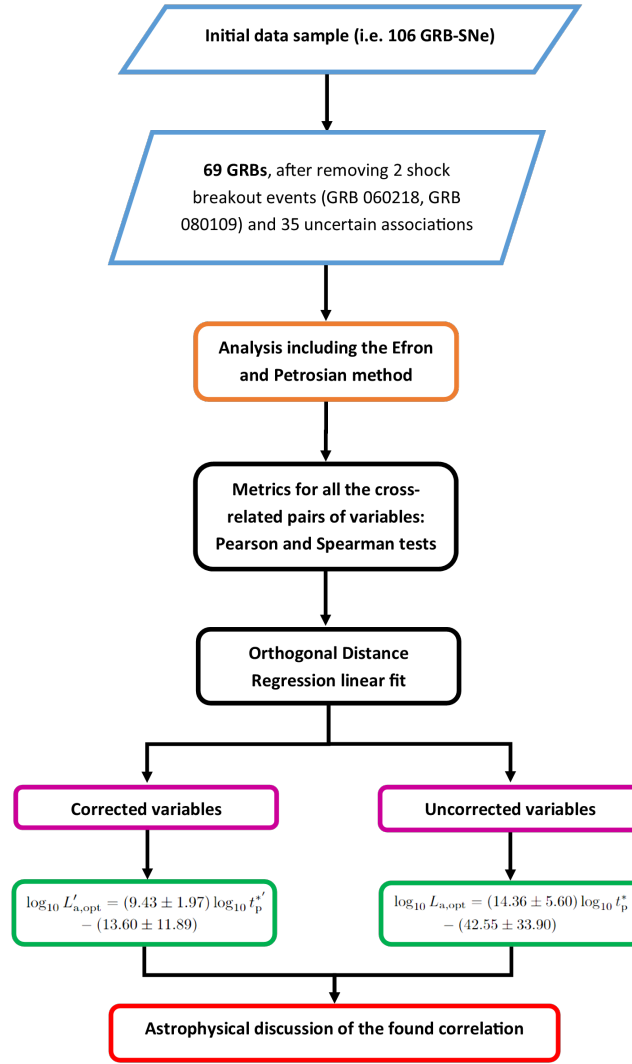 Initial data sample (i.e. 106 GRB-SNe)
69 GRBs, after removing 2 shock
breakout events (GRB 060218, GRB
080109) and 35 uncertain associations
Analysis including the Efron
and Petrosian method
Metrics for all the cross-
related pairs of variables:
Pearson and Spearman tests
Orthogonal Distance
Regression linear fit
Corrected variables
Uncorrected variables
log₁₀ L′ₐ,ₒₚₜ = (9.43 ± 1.97) log₁₀ tₚ*′
− (13.60 ± 11.89)
log₁₀ Lₐ,ₒₚₜ = (14.36 ± 5.60) log₁₀ tₚ*
− (42.55 ± 33.90)
Astrophysical discussion of the found correlation